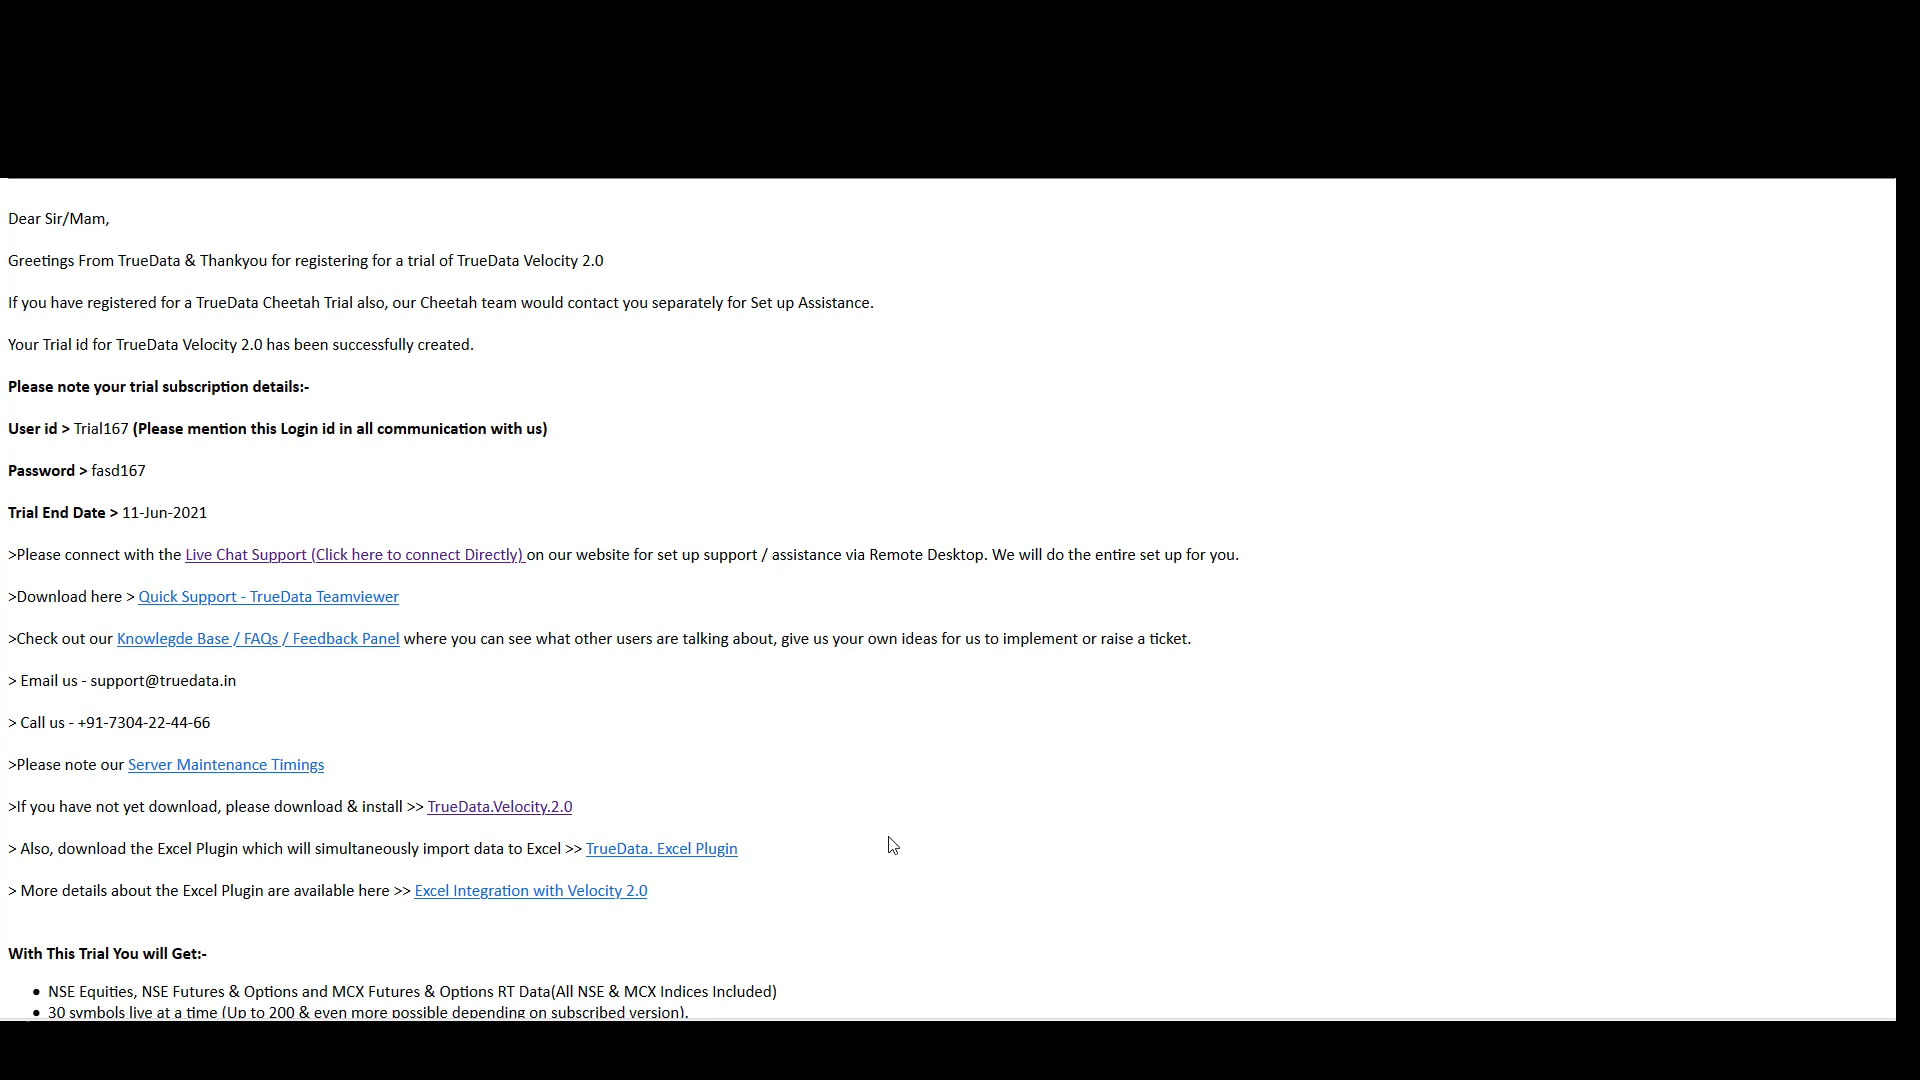 Dear Sir/Mam,
Greetings From TrueData & Thankyou for registering for a trial of TrueData Velocity 2.0
If you have registered for a TrueData Cheetah Trial also, our Cheetah team would contact you separately for Set up Assistance.
Your Trial id for TrueData Velocity 2.0 has been successfully created.
Please note your trial subscription details:-
User id > Trial167 (Please mention this Login id in all communication with us)
Password > fasd167
Trial End Date > 11-Jun-2021
>Please connect with the Live Chat Support (Click here to connect Directly) on our website for set up support / assistance via Remote Desktop. We will do the entire set up for you.
>Download here > Quick Support - TrueData Teamviewer
>Check out our Knowlegde Base / FAQs / Feedback Panel where you can see what other users are talking about, give us your own ideas for us to implement or raise a ticket.
> Email us - support@truedata.in
> Call us - +91-7304-22-44-66
>Please note our Server Maintenance Timings
>If you have not yet download, please download & install >> TrueData.Velocity.2.0
> Also, download the Excel Plugin which will simultaneously import data to Excel >> TrueData. Excel Plugin
> More details about the Excel Plugin are available here >> Excel Integration with Velocity 2.0
With This Trial You will Get:-
• NSE Equities, NSE Futures & Options and MCX Futures & Options RT Data(All NSE & MCX Indices Included)
• 30 symbols live at a time (Up to 200 & even more possible depending on subscribed version).